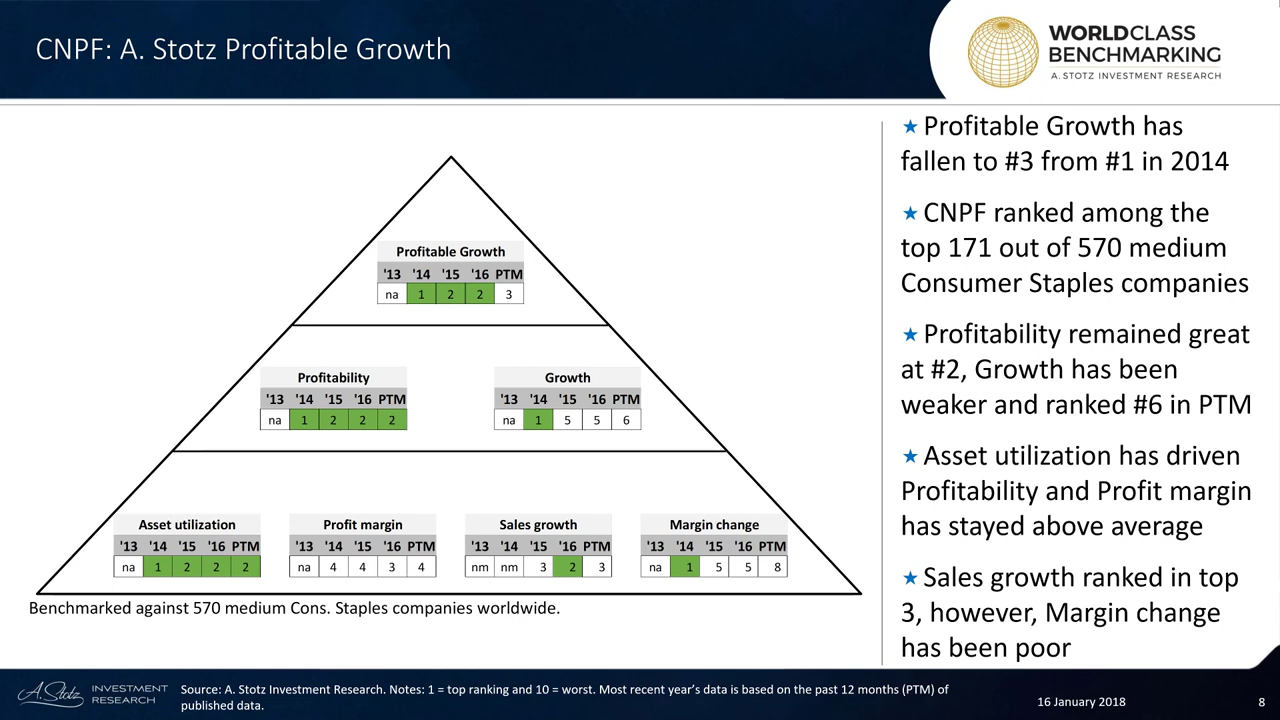 CNPF: A. Stotz Profitable Growth
WORLDCLASS
BENCHMARKING
A.STOTZ INVESTMENT RESEARCH
Profitable Growth
'13 '14 '15 '16 PTM
na 1 2 2 3
Profitability
'13 '14 '15 '16 PTM
na 1 2 2 2
Growth
'13 '14 '15 '16 PTM
na 1 5 5 6
Asset utilization
'13 '14 '15 '16 PTM
na 1 2 2 2
Profit margin
'13 '14 '15 '16 PTM
na 4 4 3 4
Sales growth
'13 '14 '15 '16 PTM
nm nm 3 2 3
Margin change
'13 '14 '15 '16 PTM
na 1 5 5 8
Benchmarked against 570 medium Cons. Staples companies worldwide.
★ Profitable Growth has
fallen to #3 from #1 in 2014
★ CNPF ranked among the
top 171 out of 570 medium
Consumer Staples companies
★ Profitability remained great
at #2, Growth has been
weaker and ranked #6 in PTM
★ Asset utilization has driven
Profitability and Profit margin
has stayed above average
★ Sales growth ranked in top
3, however, Margin change
has been poor
A. Stotz
INVESTMENT
RESEARCH
Source: A. Stotz Investment Research. Notes: 1 = top ranking and 10 = worst. Most recent year's data is based on the past 12 months (PTM) of
published data.
16 January 2018
8